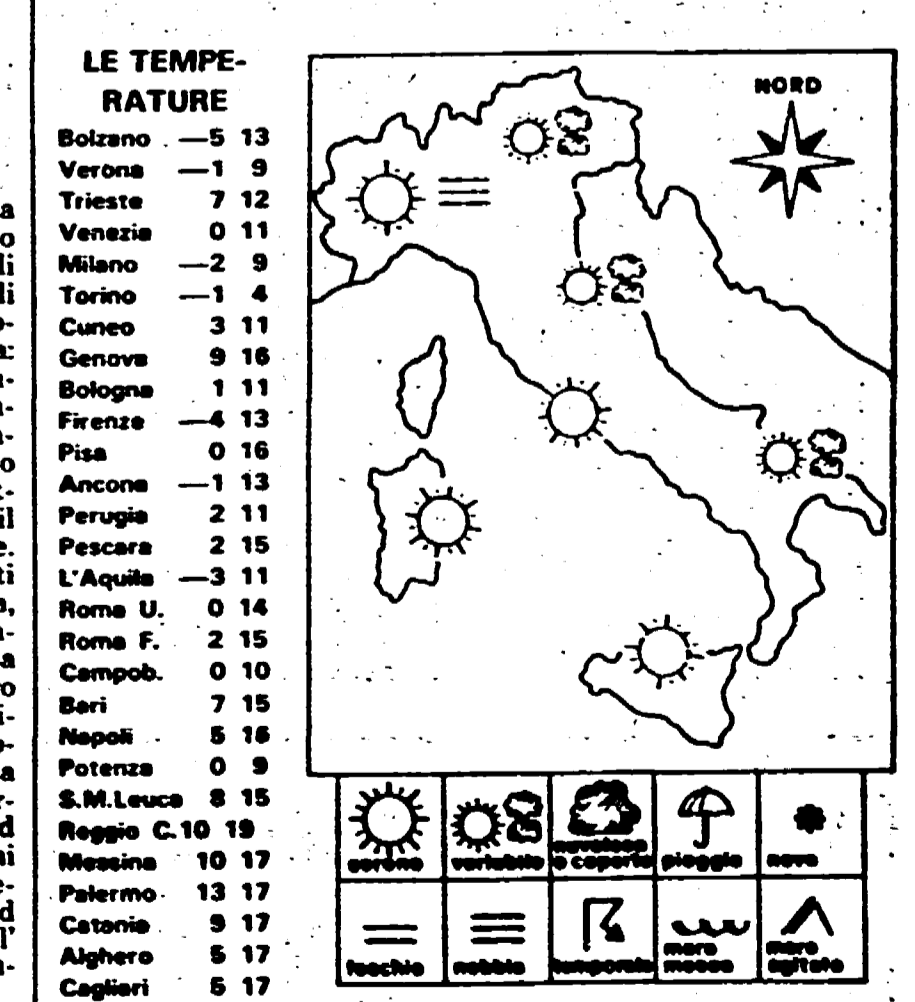 LE TEMPE-
RATURE
Bolzano —5 13
Verona —1 9
Trieste 7 12
Venezia 0 11
Milano —2 9
Torino —1 4
Cuneo 3 11
Genova 9 16
Bologna 1 11
Firenze —4 13
Pisa 0 16
Ancona —1 13
Perugia 2 11
Pescara 2 15
L'Aquila —3 11
Roma U. 0 14
Roma F. 2 15
Campob. 0 10
Bari 7 15
Napoli 5 16
Potenza 0 9
S.M.Leuca 8 15
Reggio C. 10 19
Messina 10 17
Palermo 13 17
Catania 9 17
Alghero 5 17
Cagliari 5 17
NORD
sereno
variabile
nuvoloso
o coperto
pioggia
neve
foschia
nebbia
temporale
mare
mosso
mare
agitato